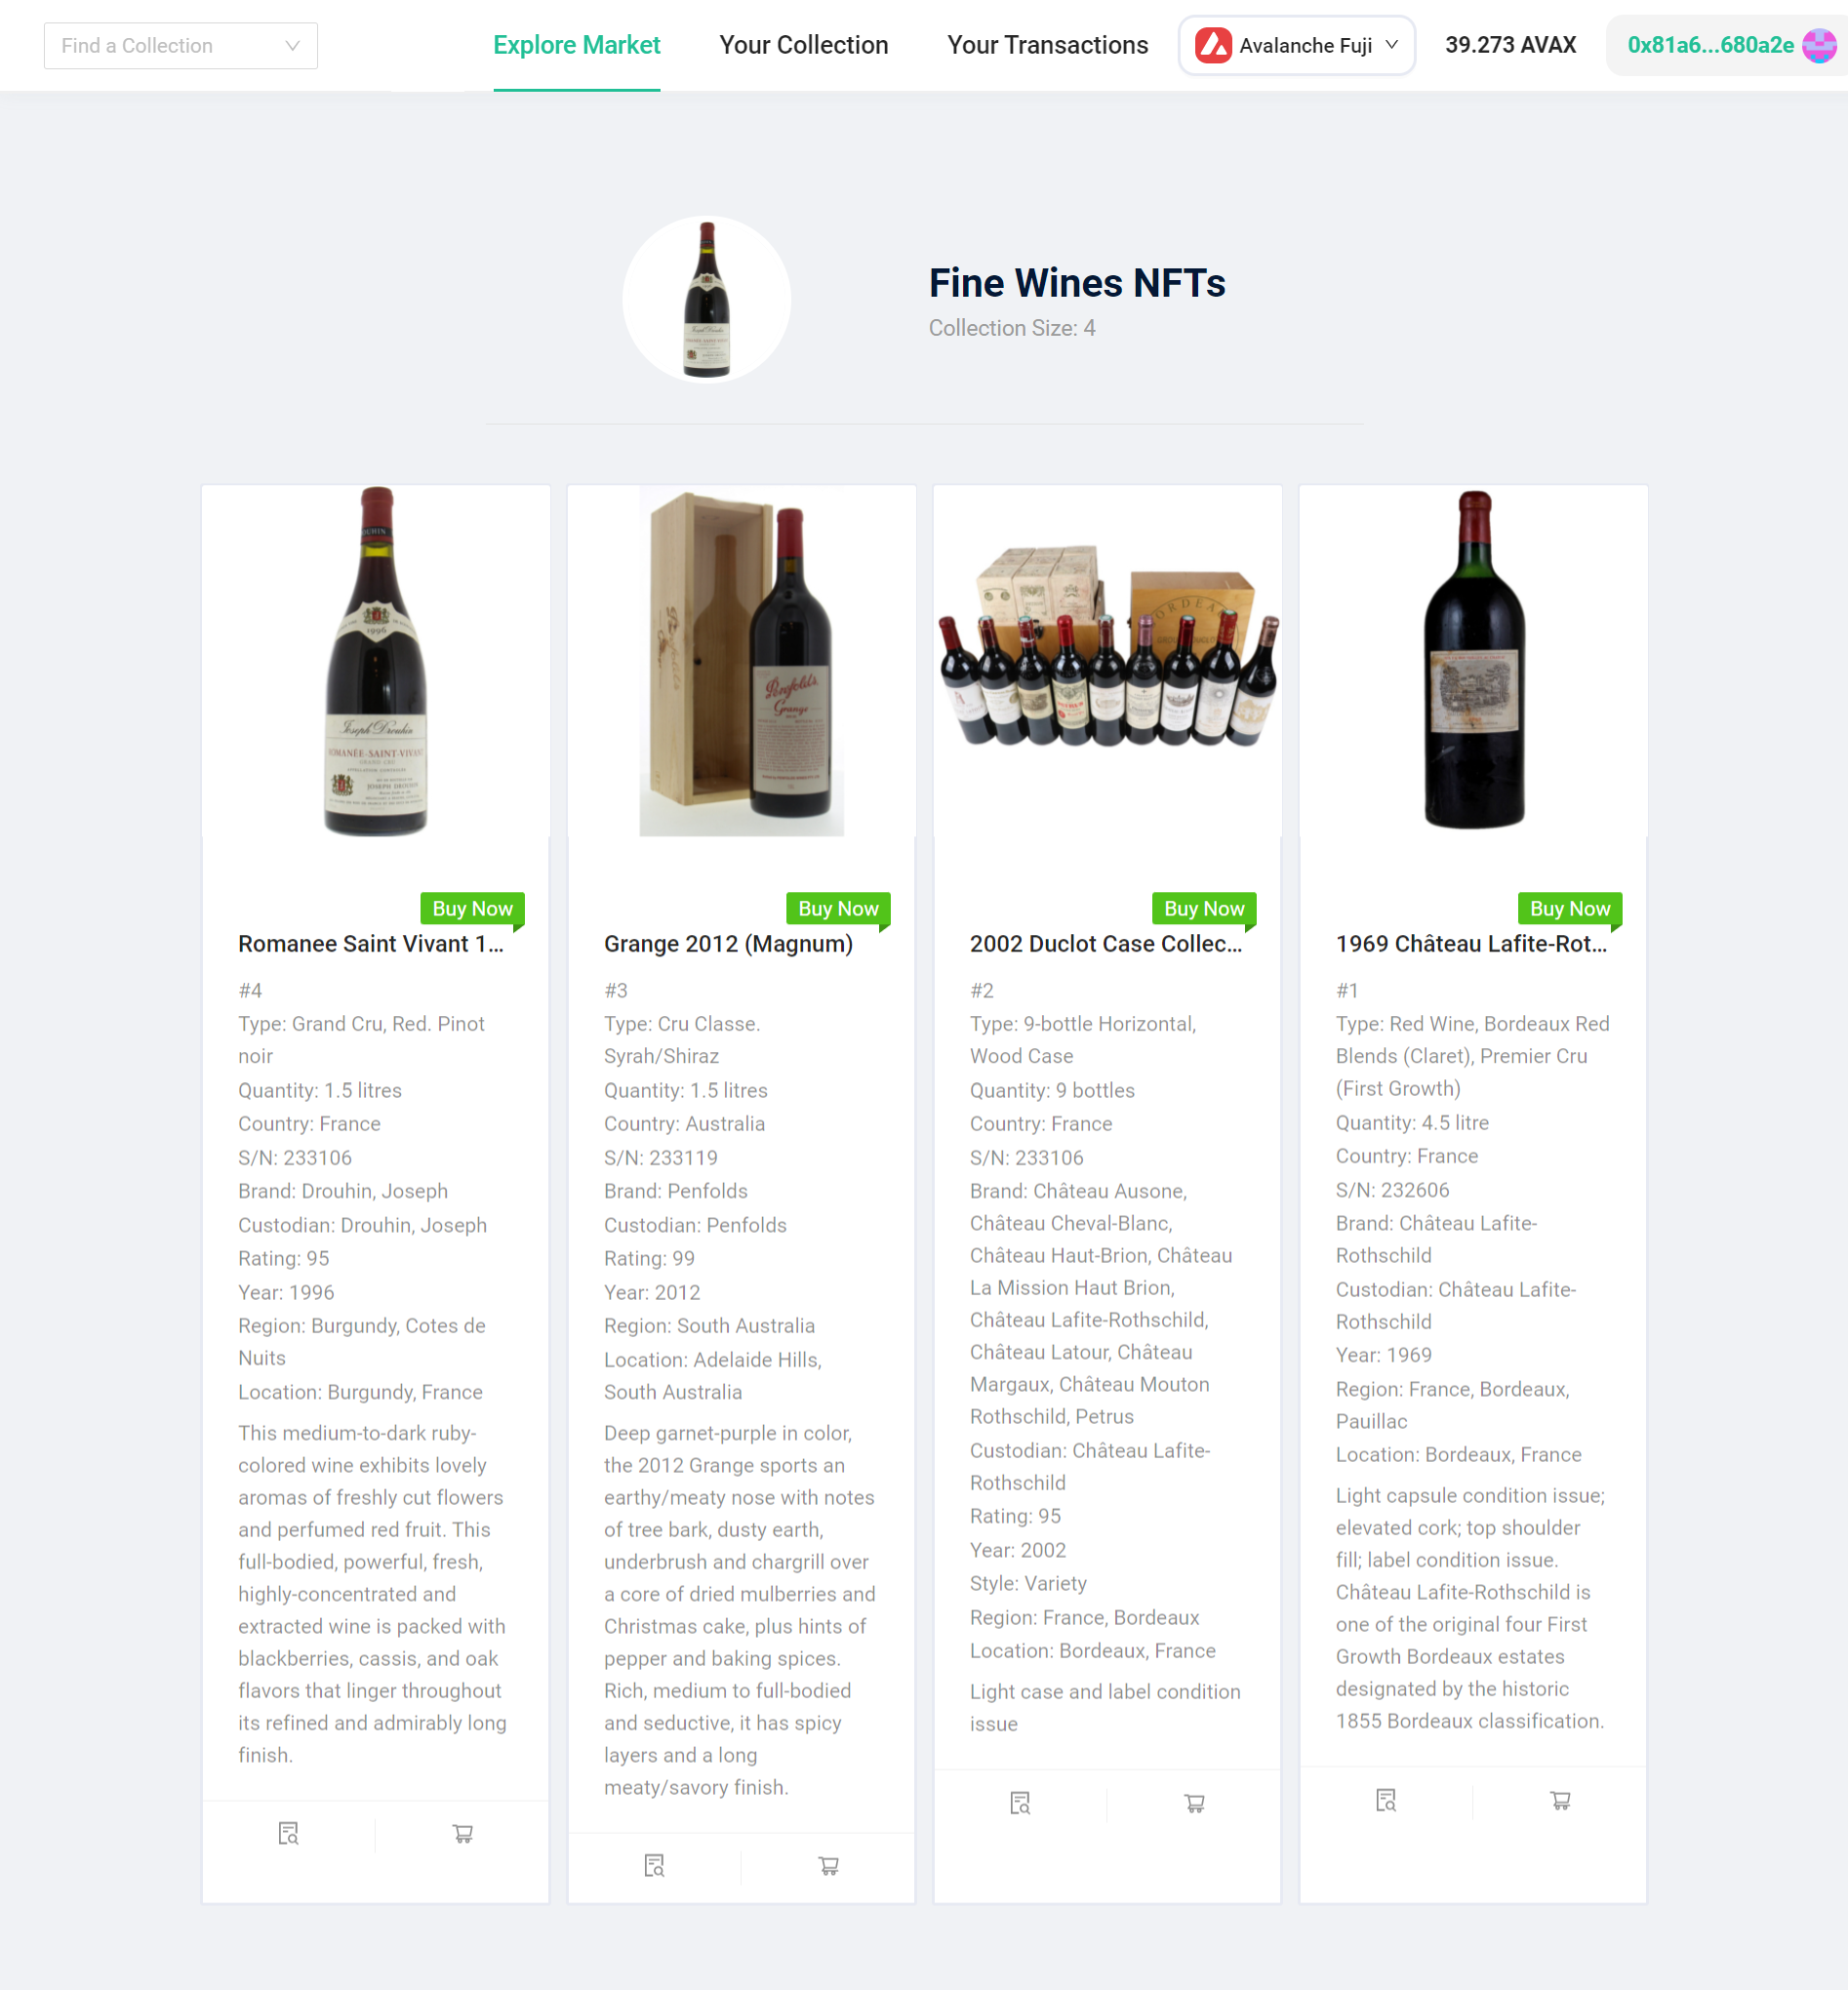 Find a Collection
Explore Market
Your Collection
Your Transactions
Avalanche Fuji
39.273 AVAX
0x81a6...680a2e
Fine Wines NFTs
Collection Size: 4
1996
Joseph Drouhin
ROMANÉE-SAINT-VIVANT
GRAND CRU
JOSEPH DROUHIN
Buy Now
Romanee Saint Vivant 1...
#4
Type: Grand Cru, Red. Pinot
noir
Quantity: 1.5 litres
Country: France
S/N: 233106
Brand: Drouhin, Joseph
Custodian: Drouhin, Joseph
Rating: 95
Year: 1996
Region: Burgundy, Cotes de
Nuits
Location: Burgundy, France
This medium-to-dark ruby-
colored wine exhibits lovely
aromas of freshly cut flowers
and perfumed red fruit. This
full-bodied, powerful, fresh,
highly-concentrated and
extracted wine is packed with
blackberries, cassis, and oak
flavors that linger throughout
its refined and admirably long
finish.
Penfolds
Grange
Buy Now
Grange 2012 (Magnum)
#3
Type: Cru Classe.
Syrah/Shiraz
Quantity: 1.5 litres
Country: Australia
S/N: 233119
Brand: Penfolds
Custodian: Penfolds
Rating: 99
Year: 2012
Region: South Australia
Location: Adelaide Hills,
South Australia
Deep garnet-purple in color,
the 2012 Grange sports an
earthy/meaty nose with notes
of tree bark, dusty earth,
underbrush and chargrill over
a core of dried mulberries and
Christmas cake, plus hints of
pepper and baking spices.
Rich, medium to full-bodied
and seductive, it has spicy
layers and a long
meaty/savory finish.
Buy Now
2002 Duclot Case Collec...
#2
Type: 9-bottle Horizontal,
Wood Case
Quantity: 9 bottles
Country: France
S/N: 233106
Brand: Château Ausone,
Château Cheval-Blanc,
Château Haut-Brion, Château
La Mission Haut Brion,
Château Lafite-Rothschild,
Château Latour, Château
Margaux, Château Mouton
Rothschild, Petrus
Custodian: Château Lafite-
Rothschild
Rating: 95
Year: 2002
Style: Variety
Region: France, Bordeaux
Location: Bordeaux, France
Light case and label condition
issue
Buy Now
1969 Château Lafite-Rot...
#1
Type: Red Wine, Bordeaux Red
Blends (Claret), Premier Cru
(First Growth)
Quantity: 4.5 litre
Country: France
S/N: 232606
Brand: Château Lafite-
Rothschild
Custodian: Château Lafite-
Rothschild
Year: 1969
Region: France, Bordeaux,
Pauillac
Location: Bordeaux, France
Light capsule condition issue;
elevated cork; top shoulder
fill; label condition issue.
Château Lafite-Rothschild is
one of the original four First
Growth Bordeaux estates
designated by the historic
1855 Bordeaux classification.